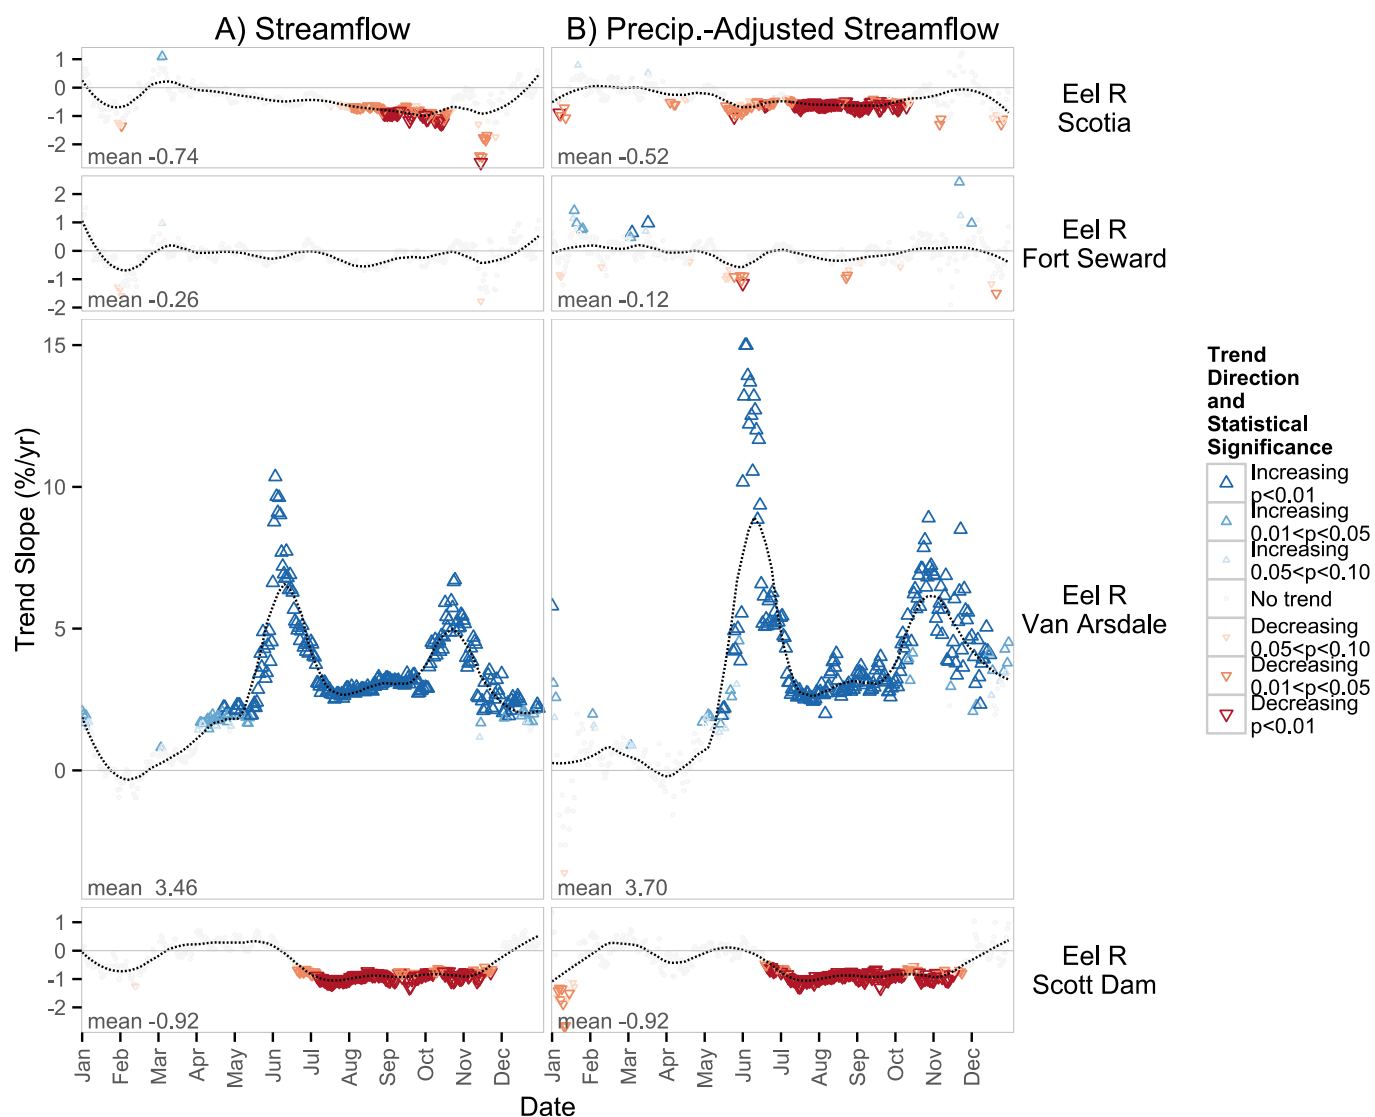 A) Streamflow
B) Precip.-Adjusted Streamflow
1
0
-1
-2
mean -0.74
mean -0.52
Eel R
Scotia
2
1
0
-1
-2
mean -0.26
mean -0.12
Eel R
Fort Seward
15
10
5
0
mean 3.46
mean 3.70
Eel R
Van Arsdale
1
0
-1
-2
mean -0.92
mean -0.92
Eel R
Scott Dam
Trend Slope (%/yr)
Jan
Feb
Mar
Apr
May
Jun
Jul
Aug
Sep
Oct
Nov
Dec
Jan
Feb
Mar
Apr
May
Jun
Jul
Aug
Sep
Oct
Nov
Dec
Date
Trend
Direction
and
Statistical
Significance
Increasing
p<0.01
Increasing
0.01<p<0.05
Increasing
0.05<p<0.10
No trend
Decreasing
0.05<p<0.10
Decreasing
0.01<p<0.05
Decreasing
p<0.01